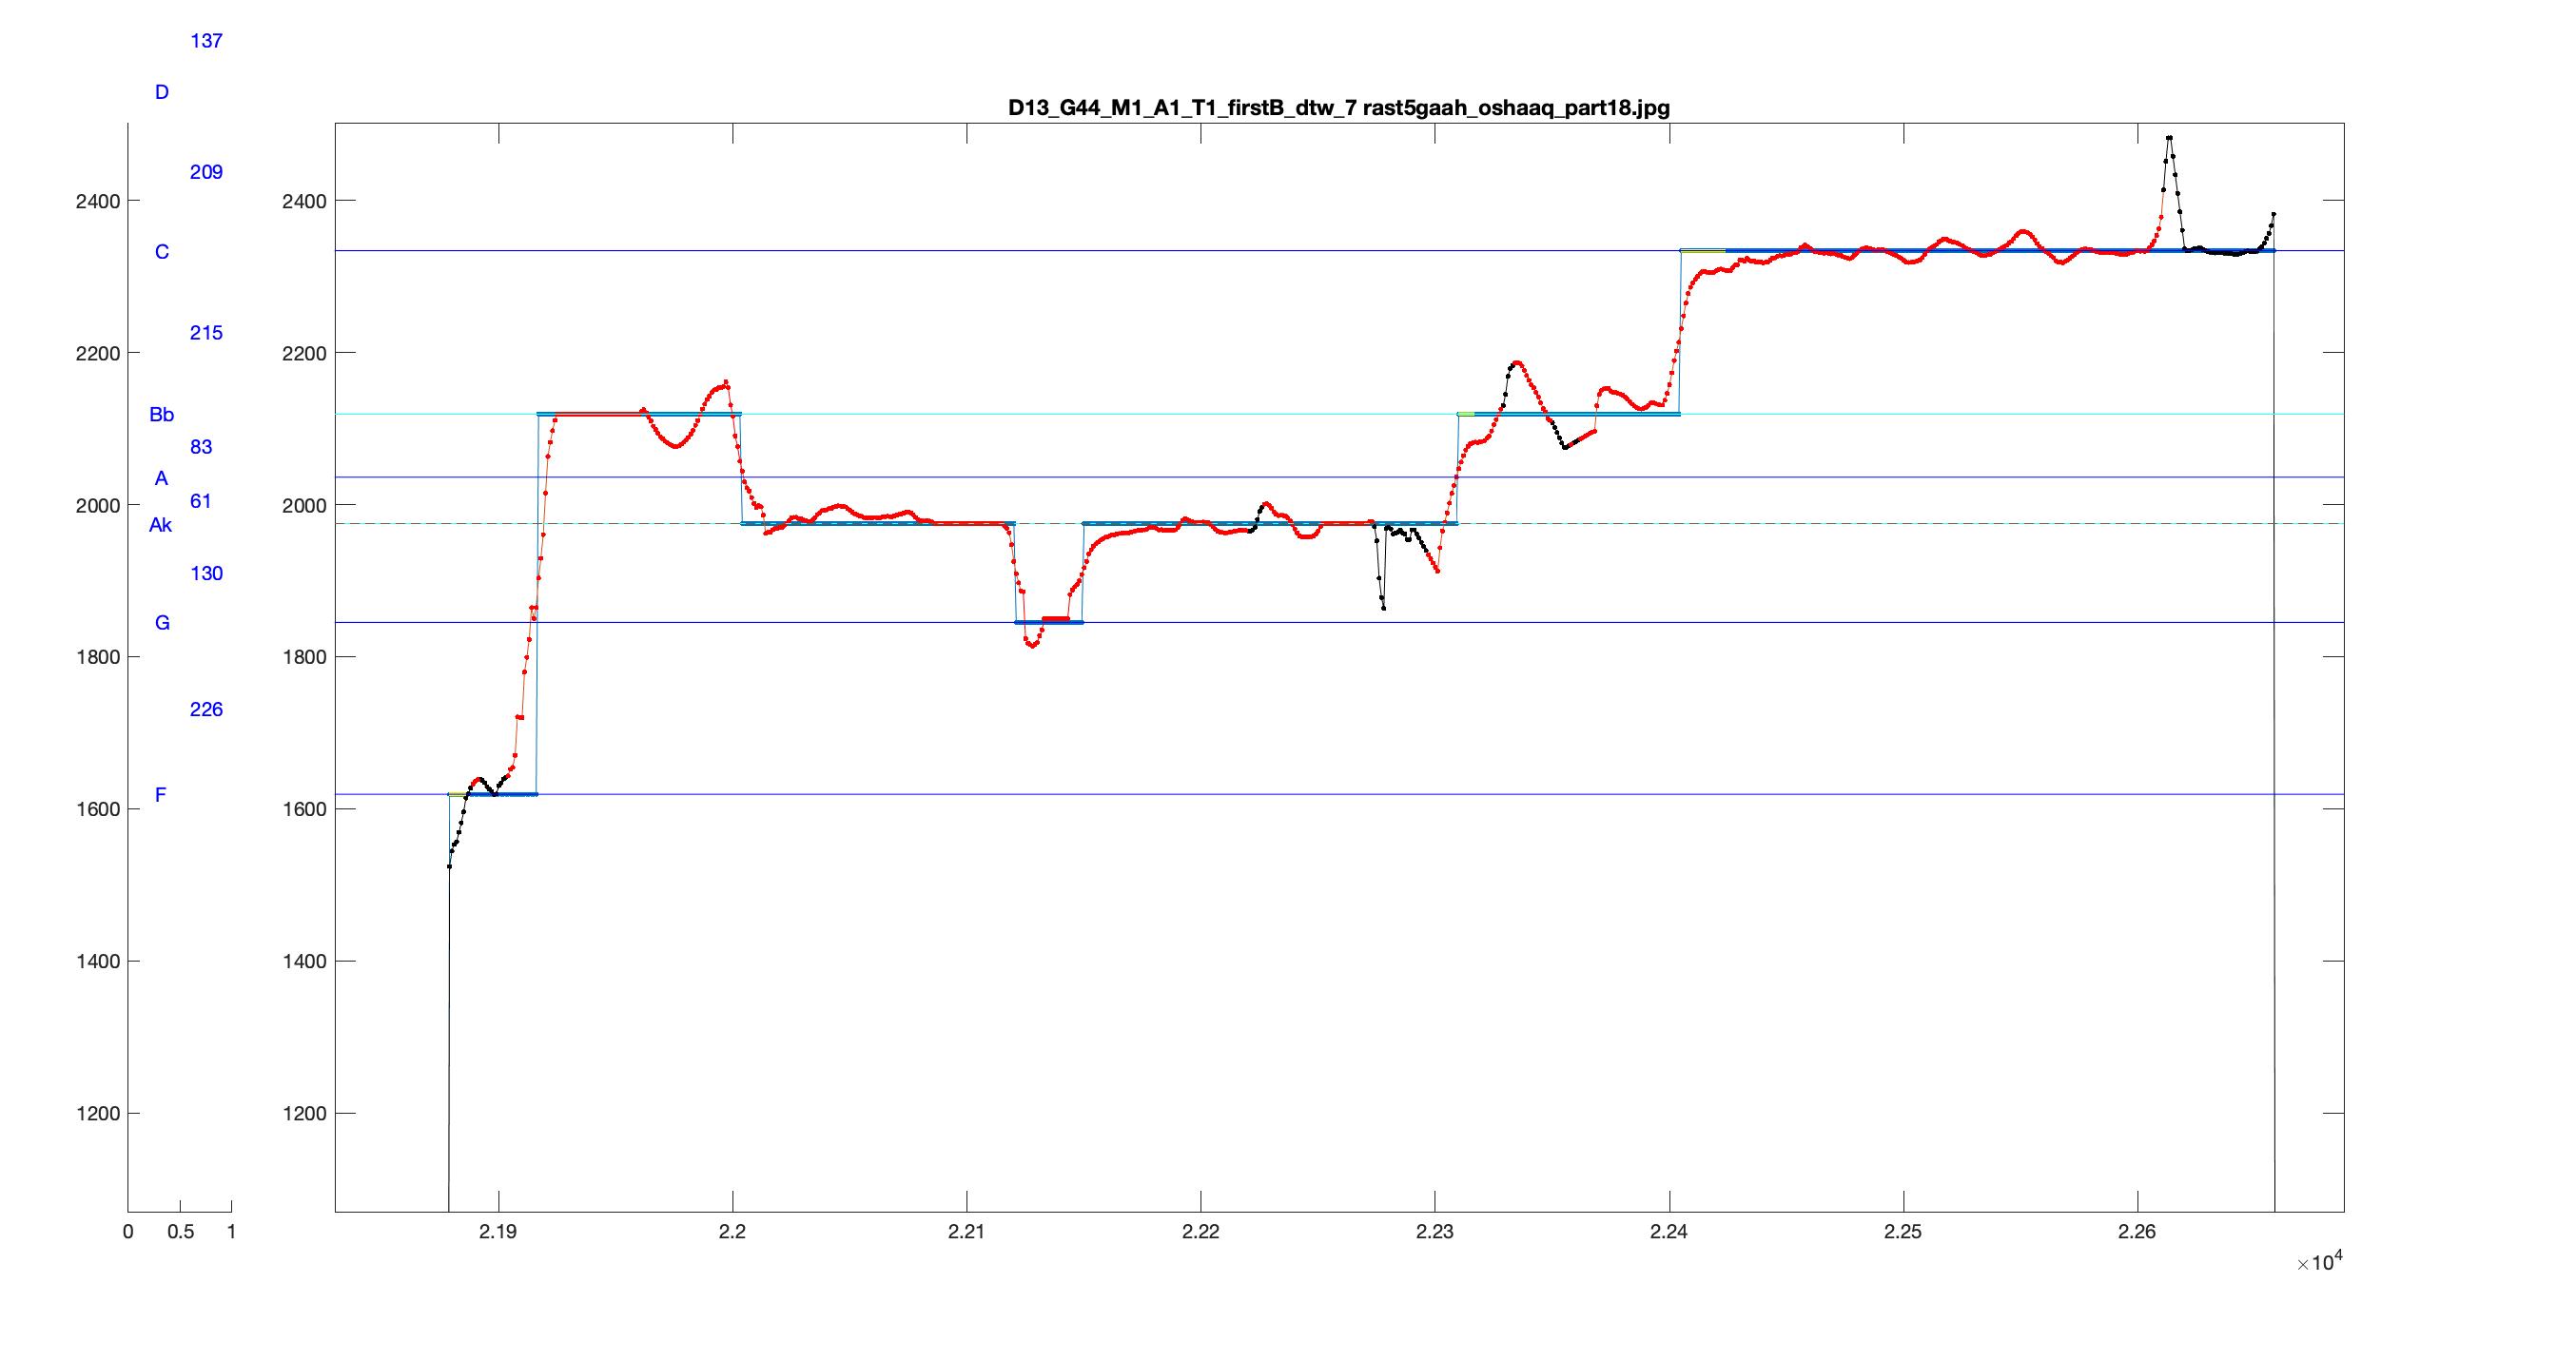 137
D
D13_G44_M1_A1_T1_firstB_dtw_7 rast5gaah_oshaaq_part18.jpg
209
2400 2400
C
215
2200 2200
Bb
83
A
61
2000 2000
Ak
130
G
1800 1800
226
F
1600 1600
1400 1400
1200 1200
0 0.5 1 2.19 2.2 2.21 2.22 2.23 2.24 2.25 2.26
×10⁴